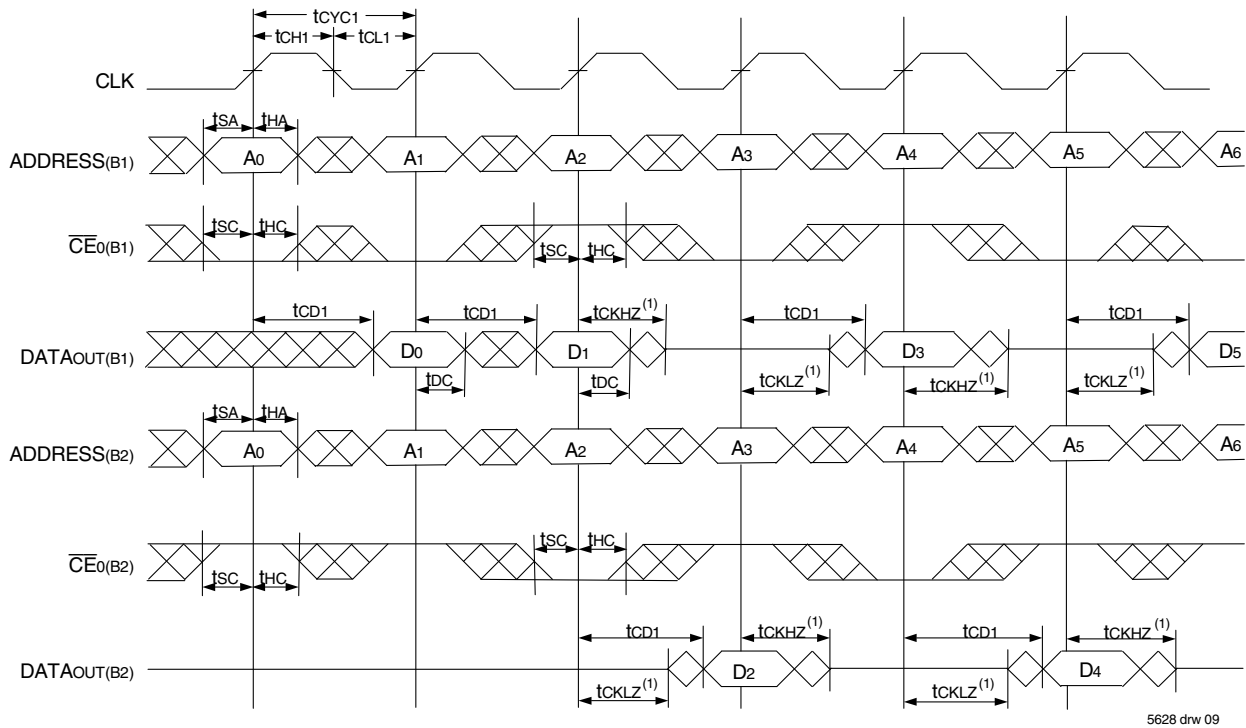 tCYC1
tCH1 tCL1
CLK
tSA tHA
ADDRESS(B1) A0 A1 A2 A3 A4 A5 A6
tSC tHC
CE0(B1) tSC tHC
tCD1 tCD1 tCKHZ(1) tCD1 tCD1
DATAOUT(B1) D0 D1 D3 D5
tDC tDC tCKLZ(1) tCKHZ(1) tCKLZ(1)
tSA tHA
ADDRESS(B2) A0 A1 A2 A3 A4 A5 A6
tSC tHC
CE0(B2)
tSC tHC
tCD1 tCKHZ(1) tCD1 tCKHZ(1)
DATAOUT(B2) D2 D4
tCKLZ(1) tCKLZ(1)
5628 drw 09